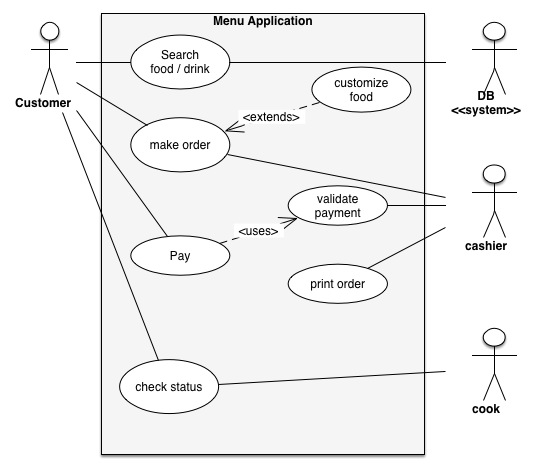 Menu Application
Search
food / drink
customize
food
Customer
DB
<<system>>
<extends>
make order
validate
payment
<uses>
cashier
Pay
print order
check status
cook